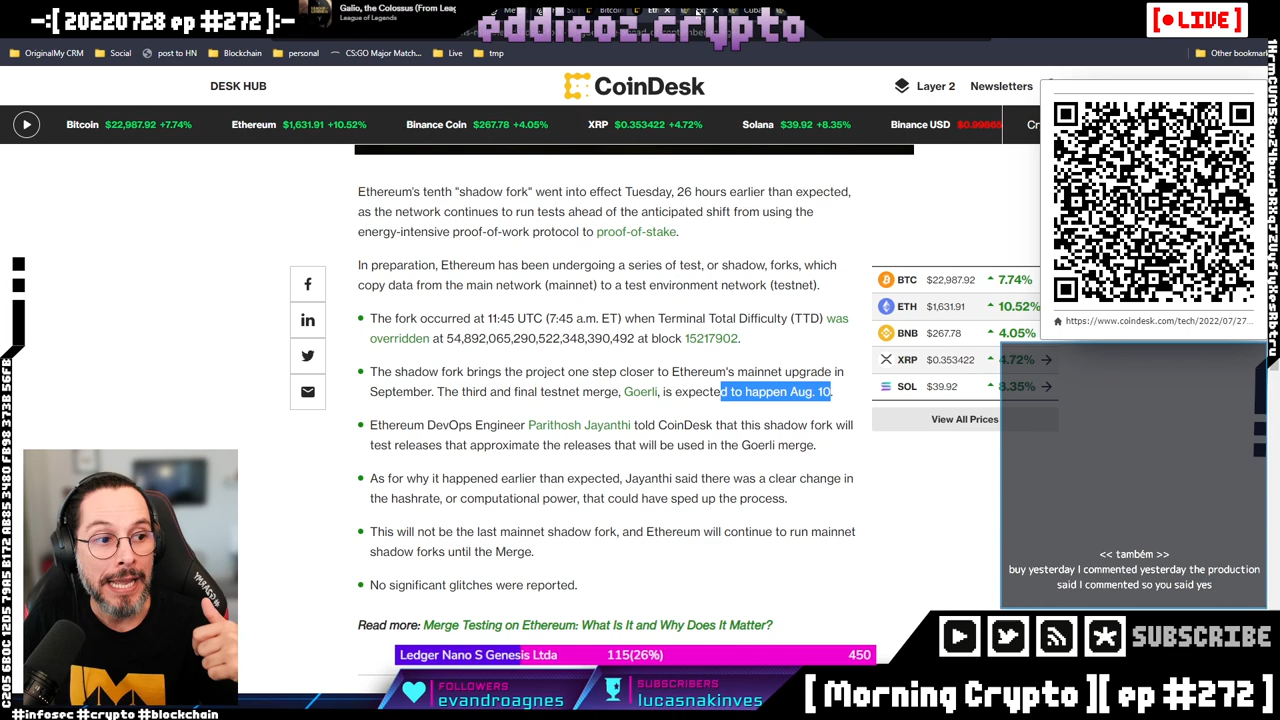 -:[ 20220728 ep #272 ]:-
Galio, the Colossus (From Leag
League of Legends
eddieoz.crypto
[ ● LIVE ]
OriginalMy CRM
Social
post to HN
Blockchain
personal
CS:GO Major Match...
Live
tmp
Other bookmar
DESK HUB
CoinDesk
Layer 2
Newsletters
Bitcoin $22,987.92 +7.74%
Ethereum $1,631.91 +10.52%
Binance Coin $267.78 +4.05%
XRP $0.353422 +4.72%
Solana $39.92 +8.35%
Binance USD $0.99865
Cr
Ethereum's tenth "shadow fork" went into effect Tuesday, 26 hours earlier than expected,
as the network continues to run tests ahead of the anticipated shift from using the
energy-intensive proof-of-work protocol to proof-of-stake.
In preparation, Ethereum has been undergoing a series of test, or shadow, forks, which
copy data from the main network (mainnet) to a test environment network (testnet).
The fork occurred at 11:45 UTC (7:45 a.m. ET) when Terminal Total Difficulty (TTD) was
overridden at 54,892,065,290,522,348,390,492 at block 15217902.
The shadow fork brings the project one step closer to Ethereum's mainnet upgrade in
September. The third and final testnet merge, Goerli, is expected to happen Aug. 10.
Ethereum DevOps Engineer Parithosh Jayanthi told CoinDesk that this shadow fork will
test releases that approximate the releases that will be used in the Goerli merge.
As for why it happened earlier than expected, Jayanthi said there was a clear change in
the hashrate, or computational power, that could have sped up the process.
This will not be the last mainnet shadow fork, and Ethereum will continue to run mainnet
shadow forks until the Merge.
No significant glitches were reported.
Read more: Merge Testing on Ethereum: What Is It and Why Does It Matter?
BTC $22,987.92 7.74%
ETH $1,631.91 10.52%
BNB $267.78 4.05%
XRP $0.353422 4.72%
SOL $39.92 8.35%
View All Prices
https://www.coindesk.com/tech/2022/07/27...
<< também >>
buy yesterday I commented yesterday the production
said I commented so you said yes
Ledger Nano S Genesis Ltda 115(26%) 450
FOLLOWERS
evandroagnes
SUBSCRIBERS
lucasnakinves
SUBSCRIBE
[ Morning Crypto ][ ep #272 ]
#infosec #crypto #blockchain